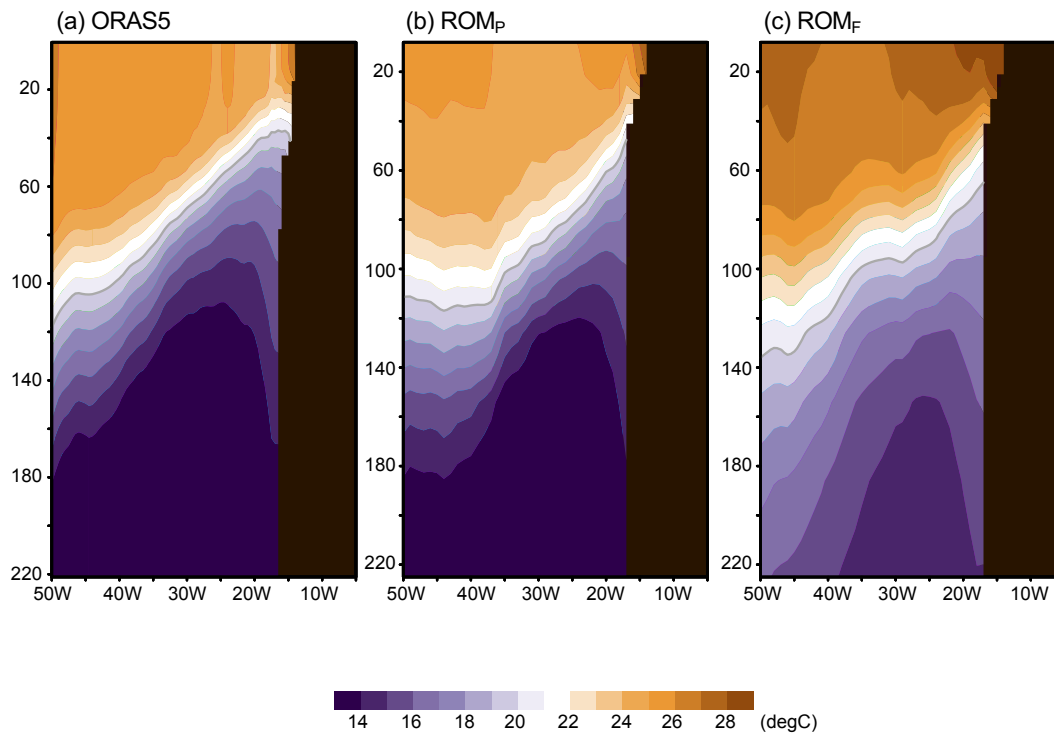 (a) ORAS5 (b) ROMP (c) ROMF
20 20 20
60 60 60
100 100 100
140 140 140
180 180 180
220 220 220
50W 40W 30W 20W 10W 50W 40W 30W 20W 10W 50W 40W 30W 20W 10W
14 16 18 20 22 24 26 28 (degC)